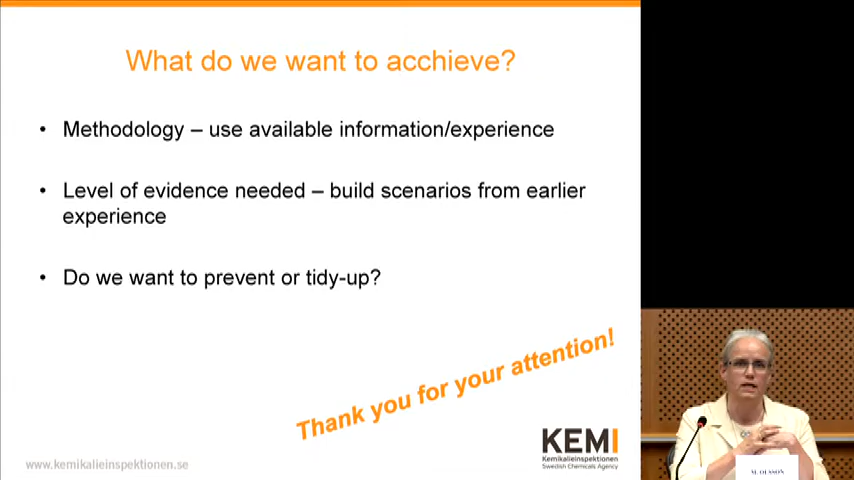 What do we want to acchieve?
• Methodology – use available information/experience
• Level of evidence needed – build scenarios from earlier
experience
• Do we want to prevent or tidy-up?
Thank you for your attention!
KEMI
Kemikalieinspektionen
Swedish Chemicals Agency
www.kemikalieinspektionen.se
M. OLSSON